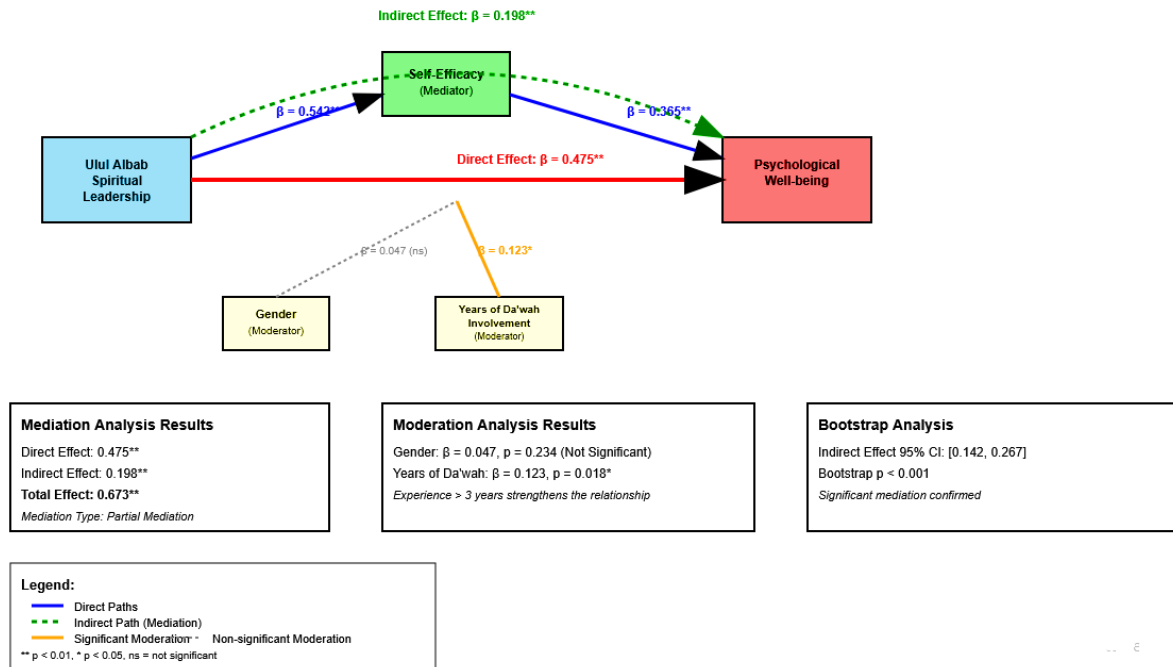 Indirect Effect: β = 0.198**
Self-Efficacy
(Mediator)
β = 0.542**
β = 0.365**
Ulul Albab
Spiritual
Leadership
Direct Effect: β = 0.475**
Psychological
Well-being
β = 0.047 (ns)
β = 0.123*
Gender
(Moderator)
Years of Da'wah
Involvement
(Moderator)
Mediation Analysis Results
Direct Effect: 0.475**
Indirect Effect: 0.198**
Total Effect: 0.673**
Mediation Type: Partial Mediation
Moderation Analysis Results
Gender: β = 0.047, p = 0.234 (Not Significant)
Years of Da'wah: β = 0.123, p = 0.018*
Experience > 3 years strengthens the relationship
Bootstrap Analysis
Indirect Effect 95% CI: [0.142, 0.267]
Bootstrap p < 0.001
Significant mediation confirmed
Legend:
Direct Paths
Indirect Path (Mediation)
Significant Moderation
Non-significant Moderation
** p < 0.01, * p < 0.05, ns = not significant